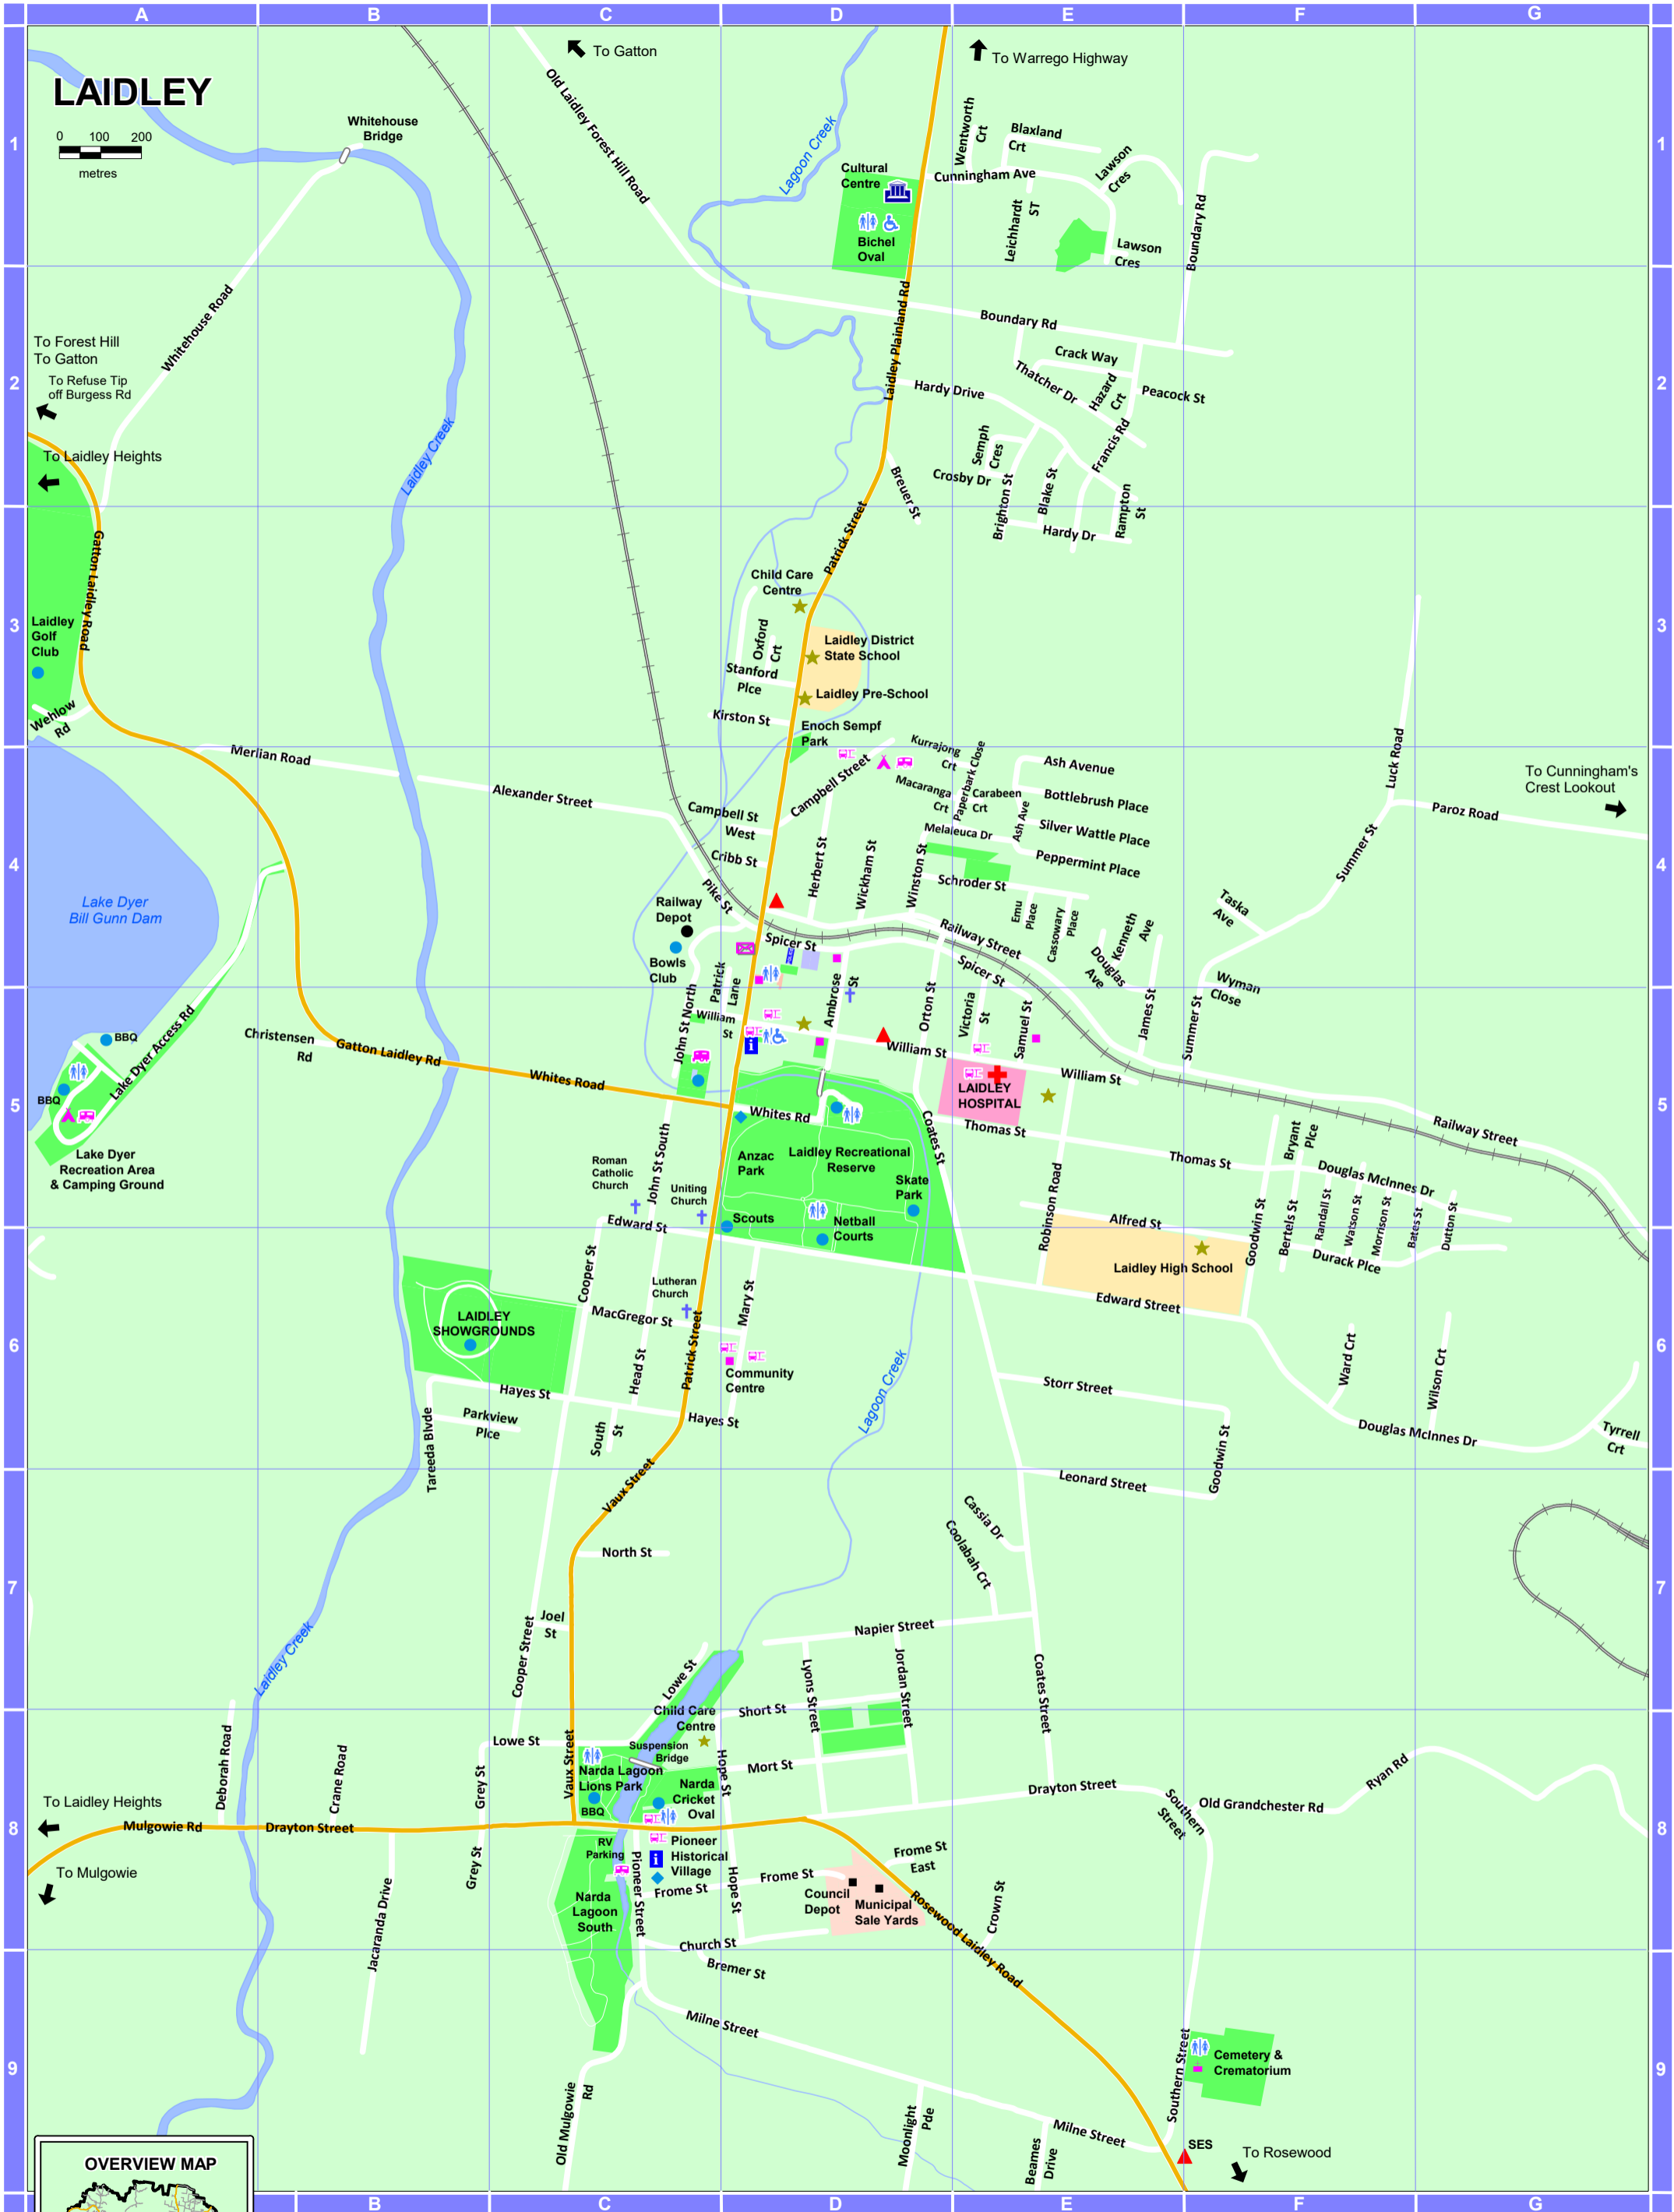 A B C D E F G
LAIDLEY
0 100 200
metres
To Gatton
To Warrego Highway
1
1
Whitehouse
Bridge
Old Laidley Forest Hill Road
Lagoon Creek
Cultural
Centre
Bichel
Oval
Wentworth
Crt
Blaxland
Crt
Cunningham Ave
Lawson
Cres
Leichhardt
ST
Lawson
Cres
Boundary Rd
2
2
Whitehouse Road
To Forest Hill
To Gatton
To Refuse Tip
off Burgess Rd
To Laidley Heights
Laidley Creek
Laidley Plainland Rd
Boundary Rd
Crack Way
Thatcher Dr
Hazard
Crt
Peacock St
Hardy Drive
Semph
Cres
Francis Rd
Crosby Dr
Breuer St
Brighton St
Blake St
Rampton
St
Hardy Dr
3
3
Gatton Laidley Road
Laidley
Golf
Club
Wehlow
Rd
Patrick Street
Child Care
Centre
Oxford
Crt
Laidley District
State School
Stanford
Plce
Laidley Pre-School
Kirston St
Enoch Sempf
Park
4
4
Merlian Road
Alexander Street
Campbell St
West
Campbell Street
Cribb St
Kurrajong
Crt
Paperbark Close
Macaranga
Crt
Carabeen
Crt
Ash Avenue
Bottlebrush Place
Ash Ave
Silver Wattle Place
Melaleuca Dr
Peppermint Place
Luck Road
To Cunningham's
Crest Lookout
Paroz Road
Summer St
Herbert St
Wickham St
Winston St
Schroder St
Emu
Place
Cassowary
Place
Kenneth
Ave
Douglas
Ave
Taska
Ave
Lake Dyer
Bill Gunn Dam
Pike St
Railway
Depot
Bowls
Club
Spicer St
Railway Street
Spicer St
Wyman
Close
5
5
Patrick
Lane
John St North
William
St
Ambrose
St
Orton St
Victoria
St
Samuel St
James St
Summer St
BBQ
BBQ
Lake Dyer Access Rd
Christensen
Rd
Gatton Laidley Rd
Whites Road
William St
William St
LAIDLEY
HOSPITAL
Lake Dyer
Recreation Area
& Camping Ground
Whites Rd
Anzac
Park
Laidley Recreational
Reserve
Skate
Park
Coates St
Thomas St
Thomas St
Bryant
Plce
Railway Street
Douglas McInnes Dr
Roman
Catholic
Church
John St South
Uniting
Church
Scouts
Netball
Courts
Edward St
Robinson Road
Alfred St
Goodwin St
Bertels St
Randall St
Watson St
Morrison St
Bates St
Dutton St
Durack Plce
6
6
Laidley High School
Edward Street
Cooper St
Lutheran
Church
MacGregor St
Mary St
LAIDLEY
SHOWGROUNDS
Head St
Patrick Street
Community
Centre
Hayes St
Hayes St
Parkview
Plce
South
St
Tareeda Blvde
Lagoon Creek
Storr Street
Ward Crt
Wilson Crt
Douglas McInnes Dr
Tyrrell
Crt
Goodwin St
7
7
Vaux Street
Leonard Street
Cassia Dr
Coolabah Crt
North St
Joel
St
Cooper Street
Laidley Creek
Napier Street
Lyons Street
Jordan Street
Coates Street
Lowe St
8
8
Child Care
Centre
Short St
Lowe St
Suspension
Bridge
Narda Lagoon
Lions Park
BBQ
Narda
Cricket
Oval
Hope St
Mort St
Vaux Street
Deborah Road
Crane Road
Grey St
To Laidley Heights
Mulgowie Rd
Drayton Street
Drayton Street
Southern
Street
Old Grandchester Rd
Ryan Rd
To Mulgowie
Grey St
RV
Parking
Pioneer
Historical
Village
Pioneer Street
Frome St
Frome St
Frome St
East
Hope St
Council
Depot
Municipal
Sale Yards
Narda
Lagoon
South
Jacaranda Drive
Rosewood Laidley Road
Crown St
Church St
Bremer St
9
9
Milne Street
Southern Street
Cemetery &
Crematorium
Old Mulgowie
Rd
Moonlight
Pde
Milne Street
Beames
Drive
SES
To Rosewood
OVERVIEW MAP
B C D E F G